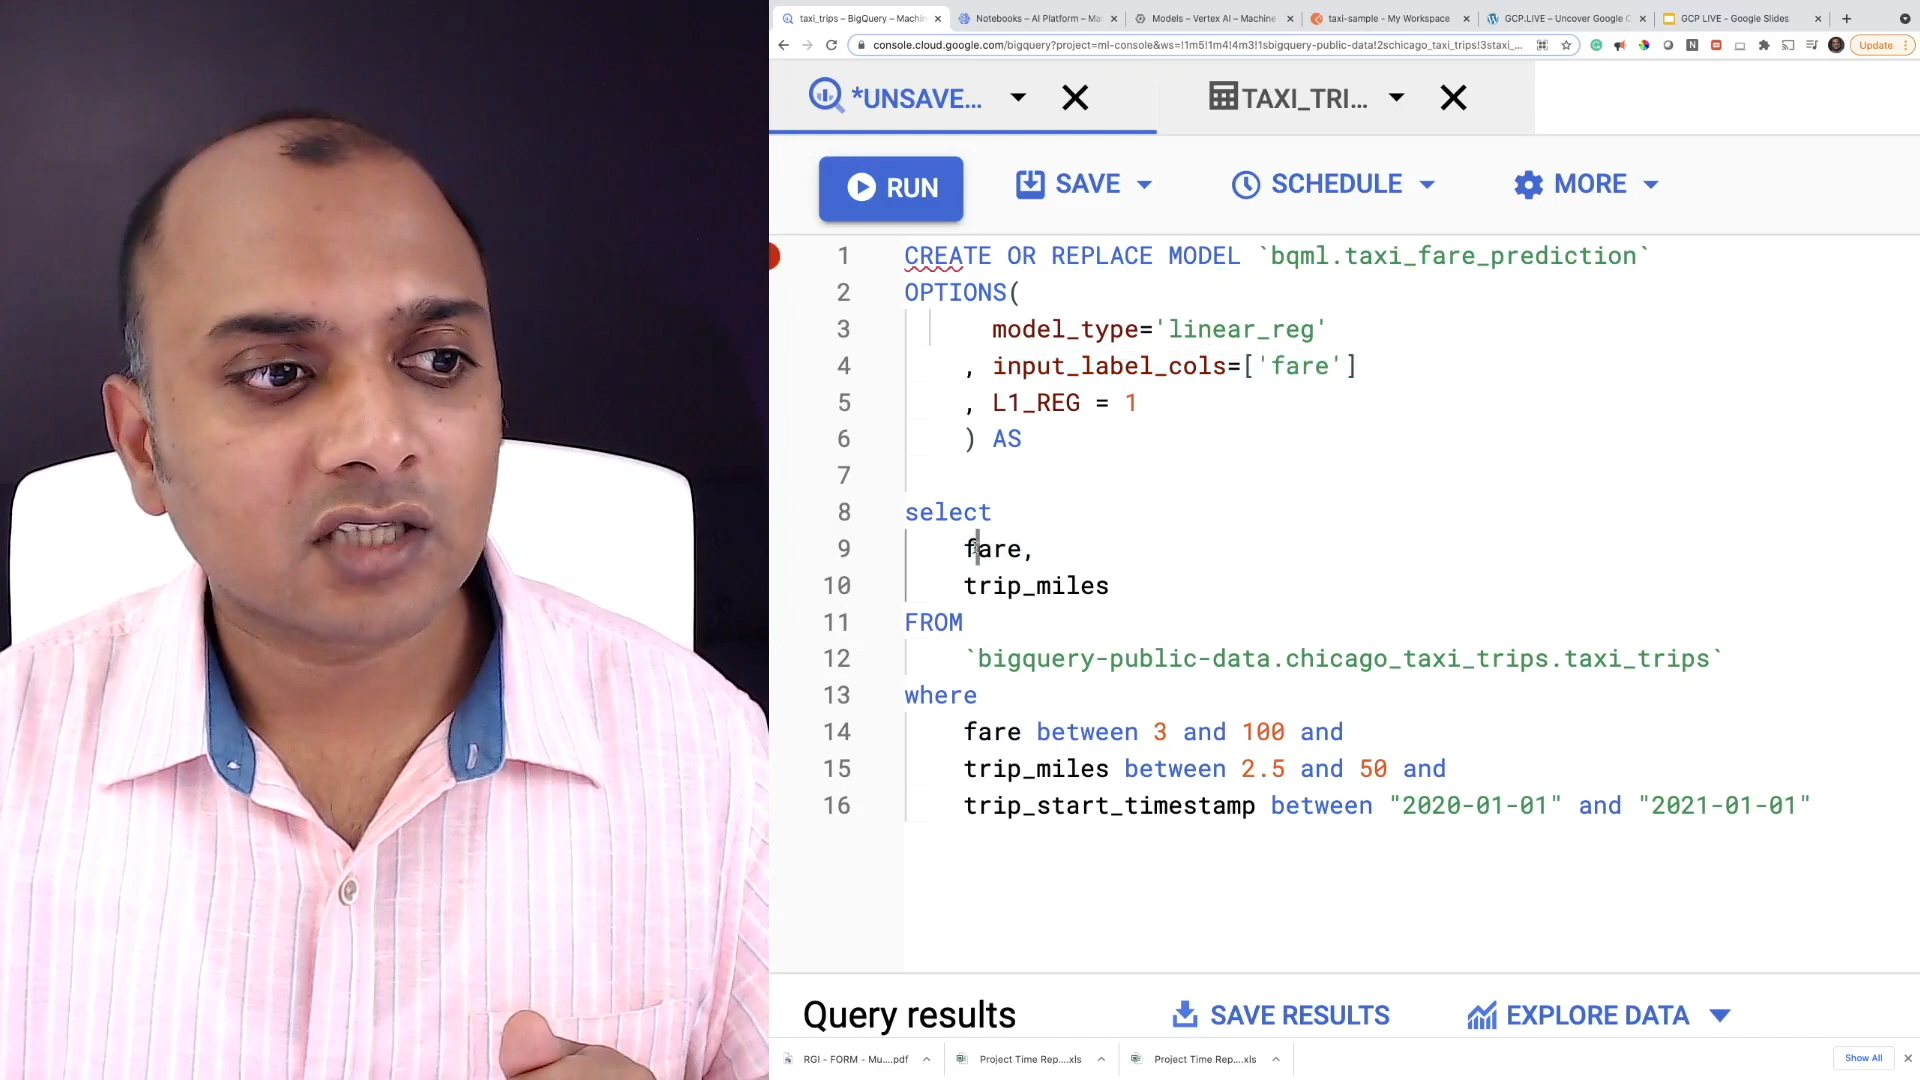 taxi_trips – BigQuery – Machin
Notebooks – AI Platform – Mac
Models – Vertex AI – Machine
taxi-sample - My Workspace
GCP.LIVE – Uncover Google C
GCP LIVE - Google Slides
console.cloud.google.com/bigquery?project=ml-console&ws=!1m5!1m4!4m3!1sbigquery-public-data!2schicago_taxi_trips!3staxi_...
Update
*UNSAVE...
TAXI_TRI...
RUN
SAVE
SCHEDULE
MORE
1 CREATE OR REPLACE MODEL `bqml.taxi_fare_prediction`
2 OPTIONS(
3 model_type='linear_reg'
4 , input_label_cols=['fare']
5 , L1_REG = 1
6 ) AS
7
8 select
9 fare,
10 trip_miles
11 FROM
12 `bigquery-public-data.chicago_taxi_trips.taxi_trips`
13 where
14 fare between 3 and 100 and
15 trip_miles between 2.5 and 50 and
16 trip_start_timestamp between "2020-01-01" and "2021-01-01"
Query results
SAVE RESULTS
EXPLORE DATA
RGI - FORM - Mu....pdf
Project Time Rep....xls
Project Time Rep....xls
Show All